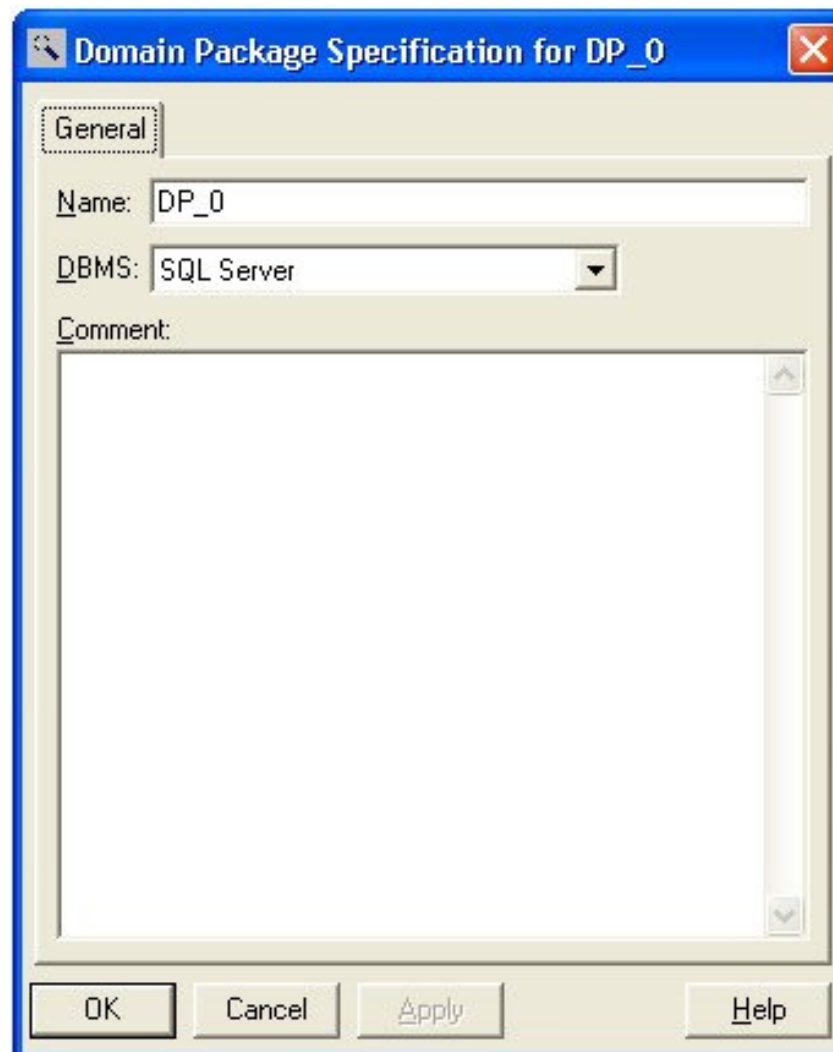 Domain Package Specification for DP_0
General
Name: DP_0
DBMS: SQL Server
Comment:
OK Cancel Apply Help